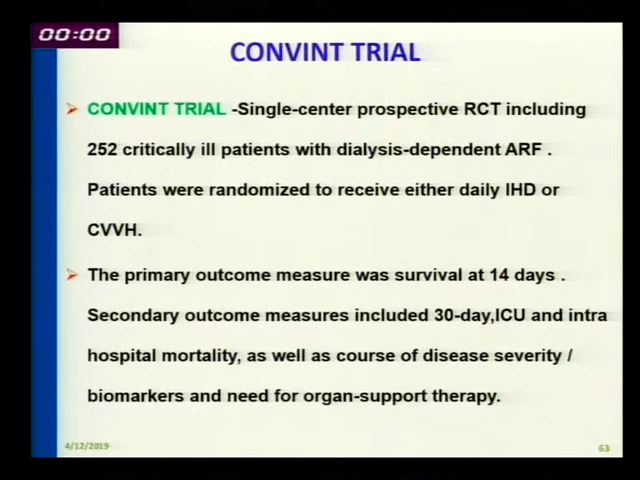 00:00
CONVINT TRIAL
CONVINT TRIAL -Single-center prospective RCT including
252 critically ill patients with dialysis-dependent ARF .
Patients were randomized to receive either daily IHD or
CVVH.
The primary outcome measure was survival at 14 days .
Secondary outcome measures included 30-day,ICU and intra
hospital mortality, as well as course of disease severity /
biomarkers and need for organ-support therapy.
4/12/2019
63